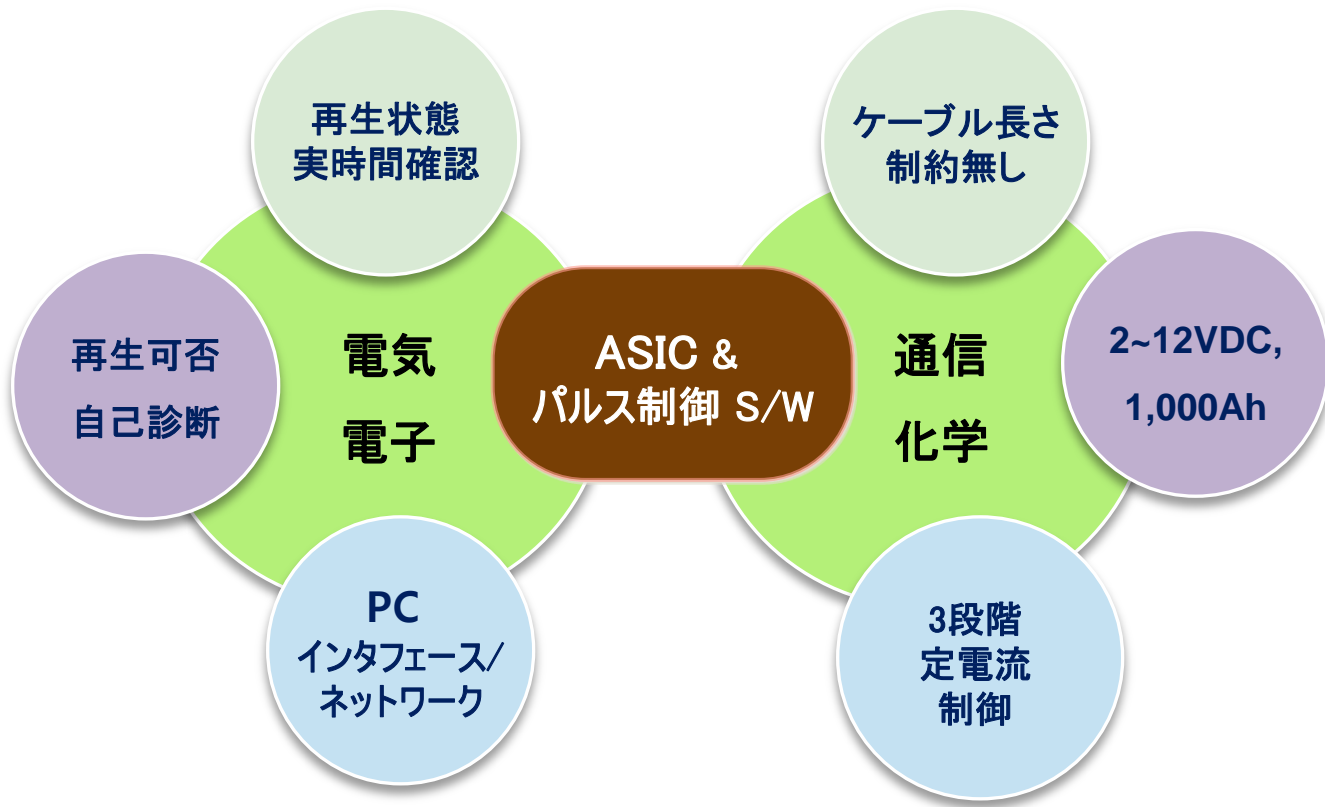 再生状態
実時間確認
再生可否
自己診断
電気
電子
PC
インタフェース/
ネットワーク
ASIC &
パルス制御 S/W
ケーブル長さ
制約無し
通信
化学
2~12VDC,
1,000Ah
3段階
定電流
制御